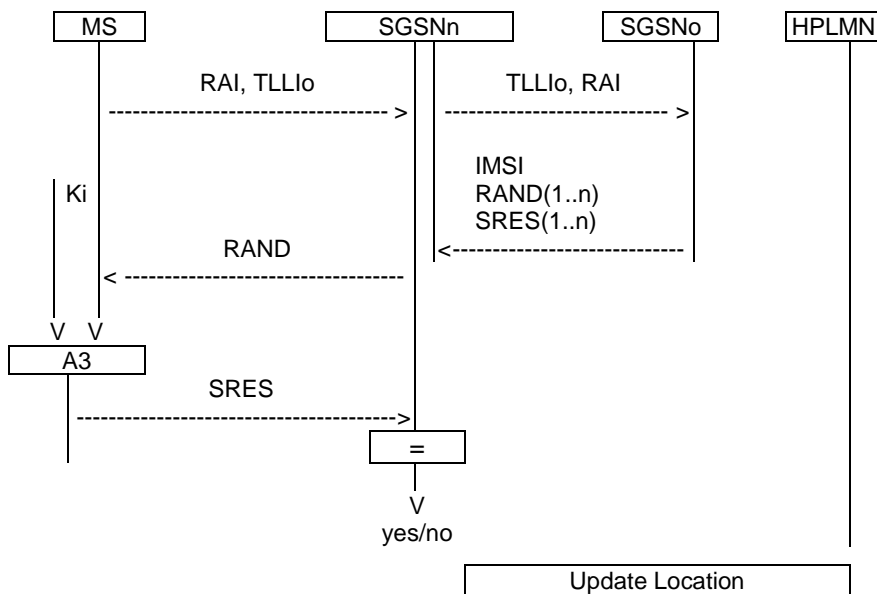 MS SGSNn SGSNo HPLMN
RAI, TLLIo TLLIo, RAI
------------------------------------ > ------------------------------ >
IMSI
Ki RAND(1..n)
SRES(1..n)
RAND <-----------------------------
< ------------------------------------
V V
A3
SRES
----------------------------------------->
=
V
yes/no
Update Location